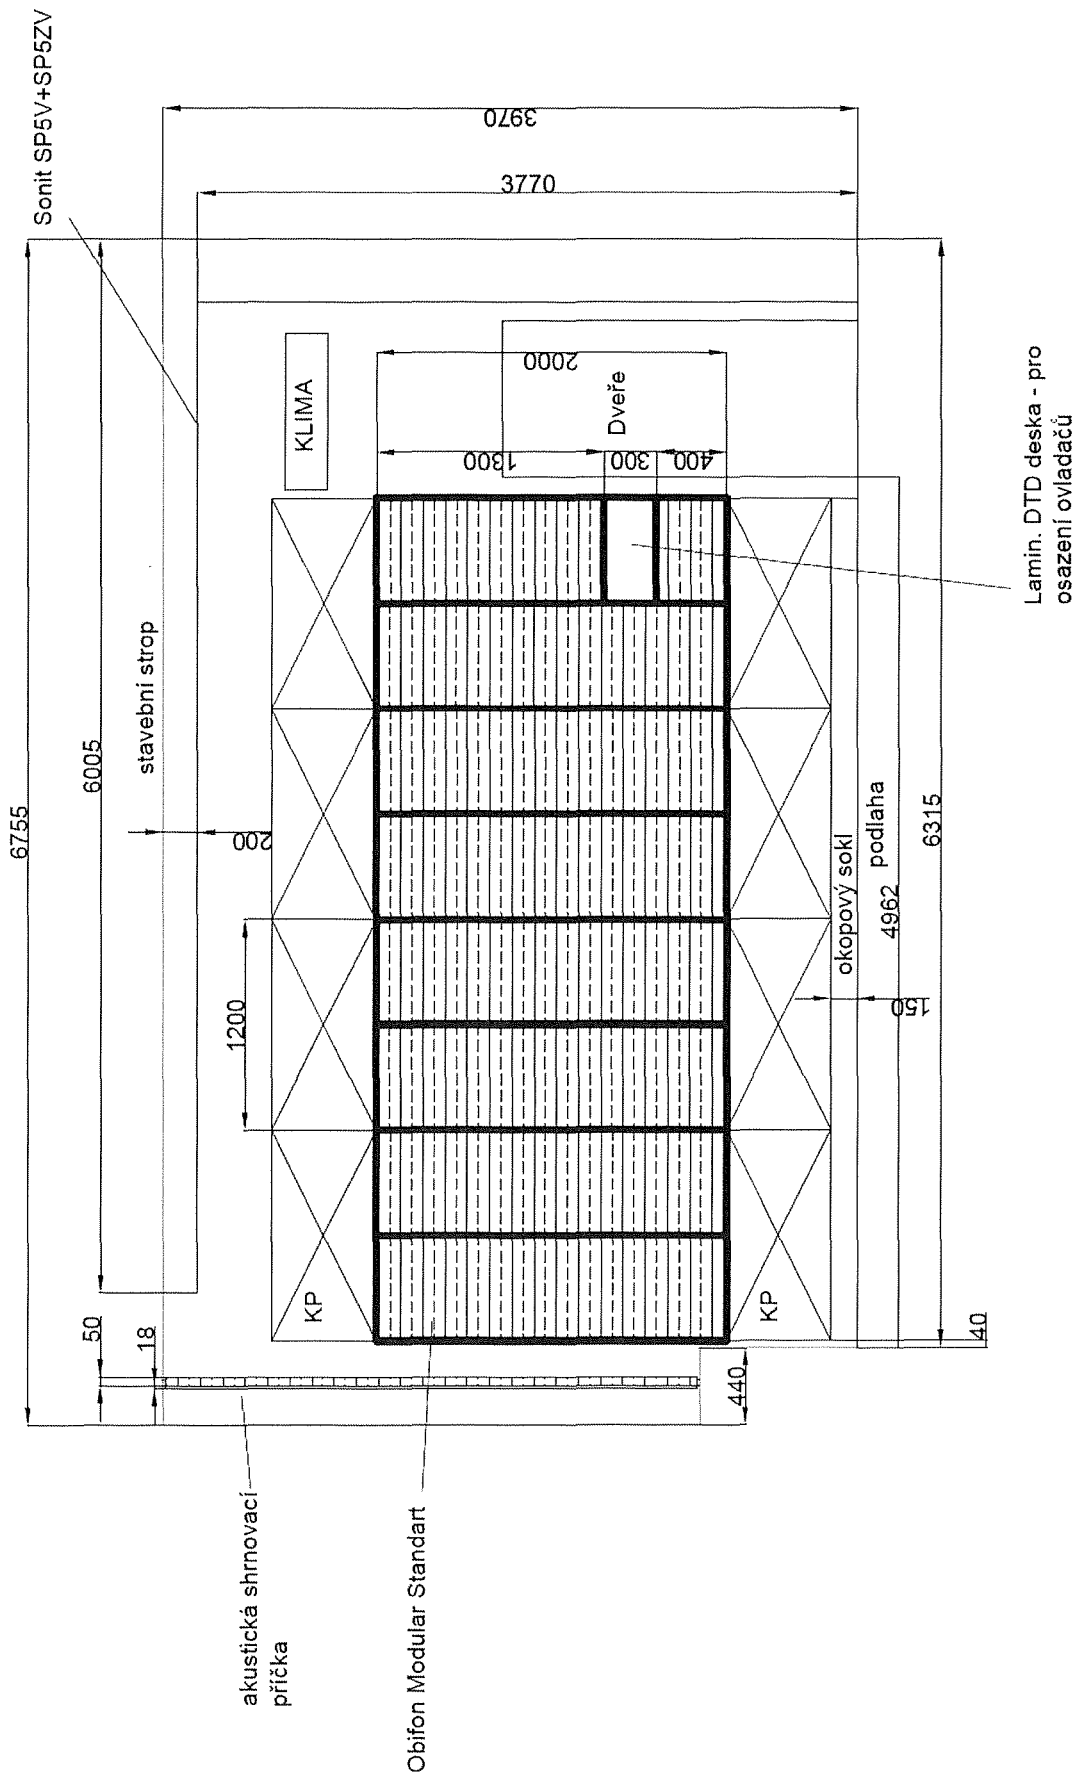 Sonit SP5V+SP5ZV
6755
6005
stavební strop
200
3970
3770
KLIMA
2000
Dveře
1300
300
400
1200
50
18
KP
KP
okopový sokl
podlaha
4962
150
6315
40
440
akustická shrnovací
příčka
Obifon Modular Standart
Lamin. DTD deska - pro
osazení ovladačů